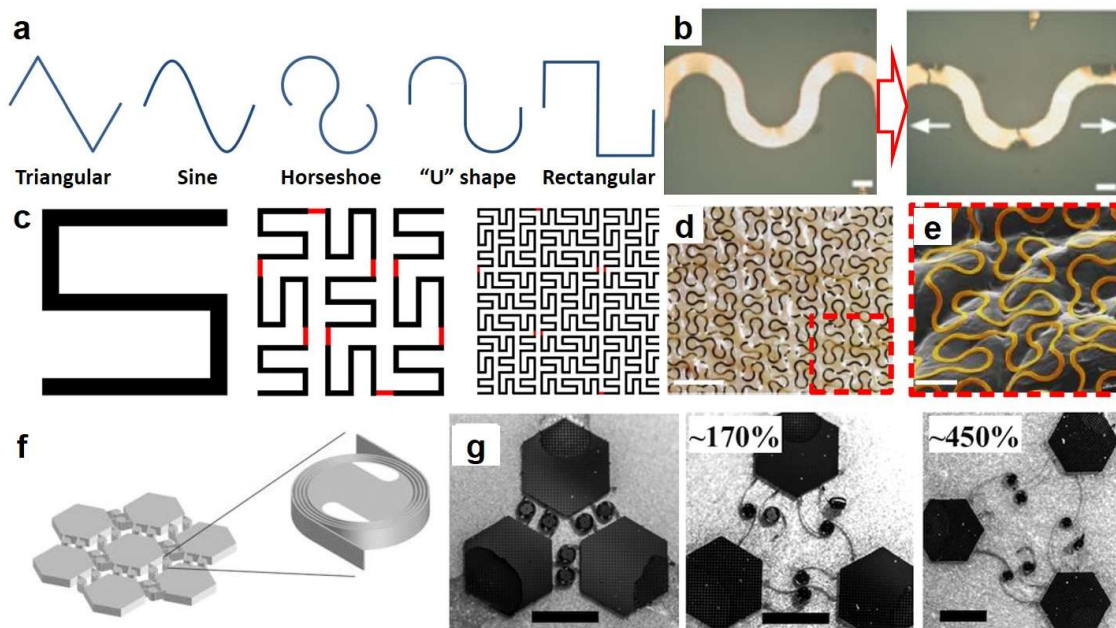 a
b
Triangular
Sine
Horseshoe
“U” shape
Rectangular
c
d
e
f
g
~170%
~450%